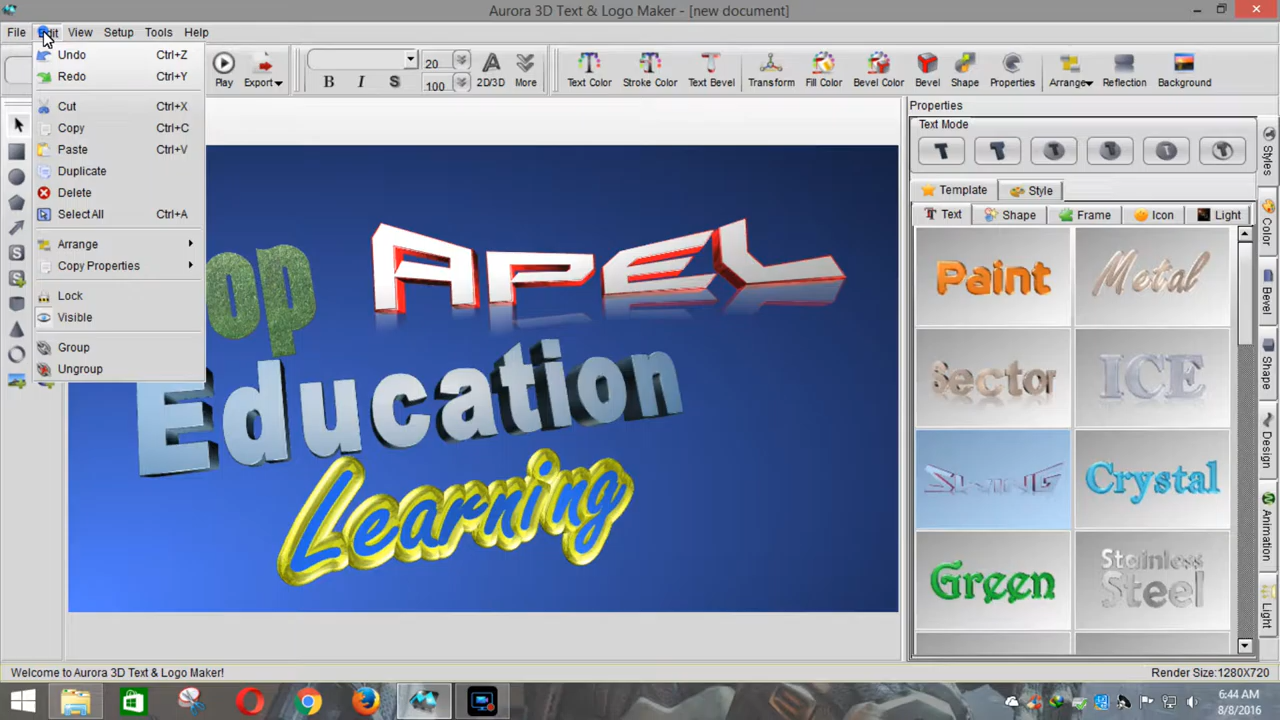 Aurora 3D Text & Logo Maker - [new document]
File Edit View Setup Tools Help
Undo Ctrl+Z
Redo Ctrl+Y
Cut Ctrl+X
Copy Ctrl+C
Paste Ctrl+V
Duplicate
Delete
Select All Ctrl+A
Arrange
Copy Properties
Lock
Visible
Group
Ungroup
Play Export
20
100
B I S 2D/3D More
Text Color Stroke Color Text Bevel Transform Fill Color Bevel Color Bevel Shape Properties Arrange Reflection Background
op APEL
Education
Learning
Properties
Text Mode
Template Style
Text Shape Frame Icon Light
Paint Metal
Sector ICE
SWING Crystal
Green Stainless Steel
Styles
Color
Bevel
Shape
Design
Animation
Light
Welcome to Aurora 3D Text & Logo Maker! Render Size:1280X720
6:44 AM
8/8/2016